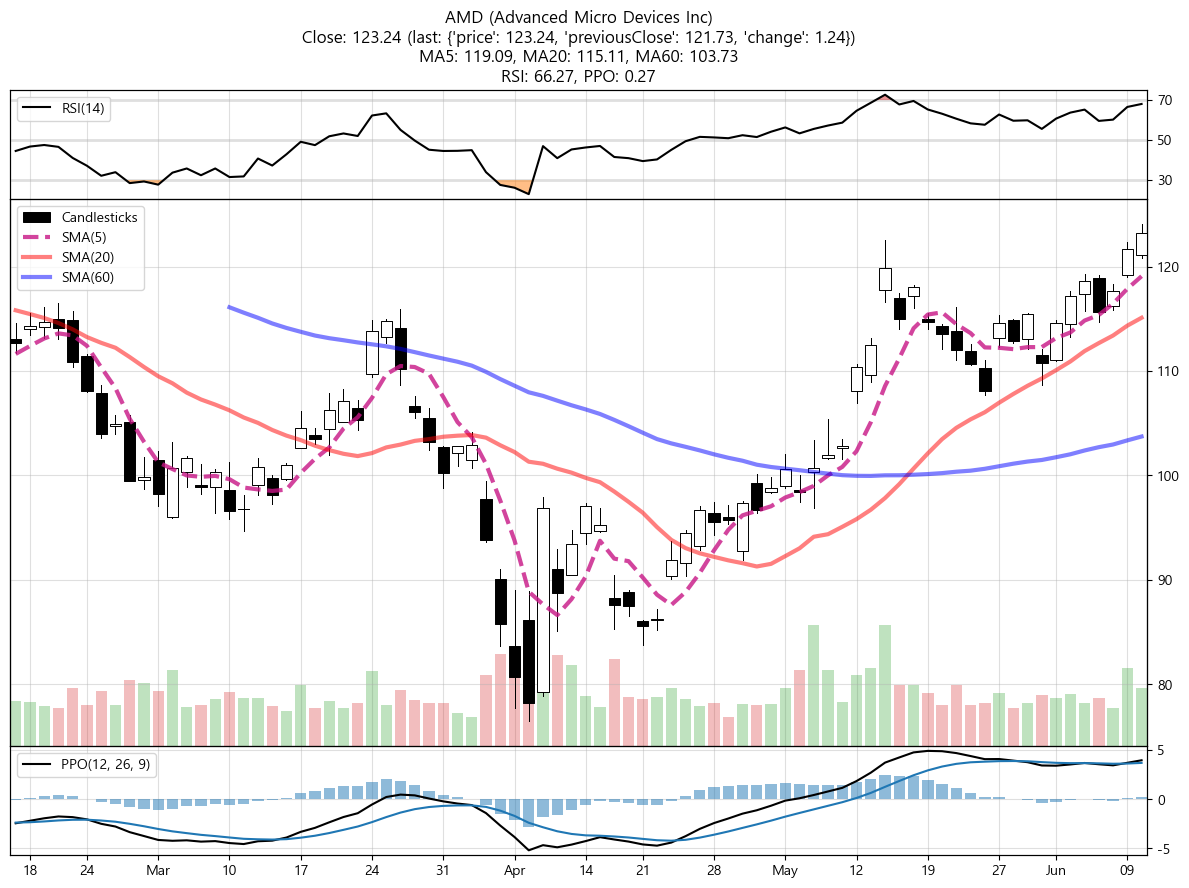 AMD (Advanced Micro Devices Inc)
Close: 123.24 (last: {'price': 123.24, 'previousClose': 121.73, 'change': 1.24})
MA5: 119.09, MA20: 115.11, MA60: 103.73
RSI: 66.27, PPO: 0.27
RSI(14)
70
50
30
Candlesticks
SMA(5)
SMA(20)
SMA(60)
120
110
100
90
80
PPO(12, 26, 9)
5
0
-5
18 24 Mar 10 17 24 31 Apr 14 21 28 May 12 19 27 Jun 09